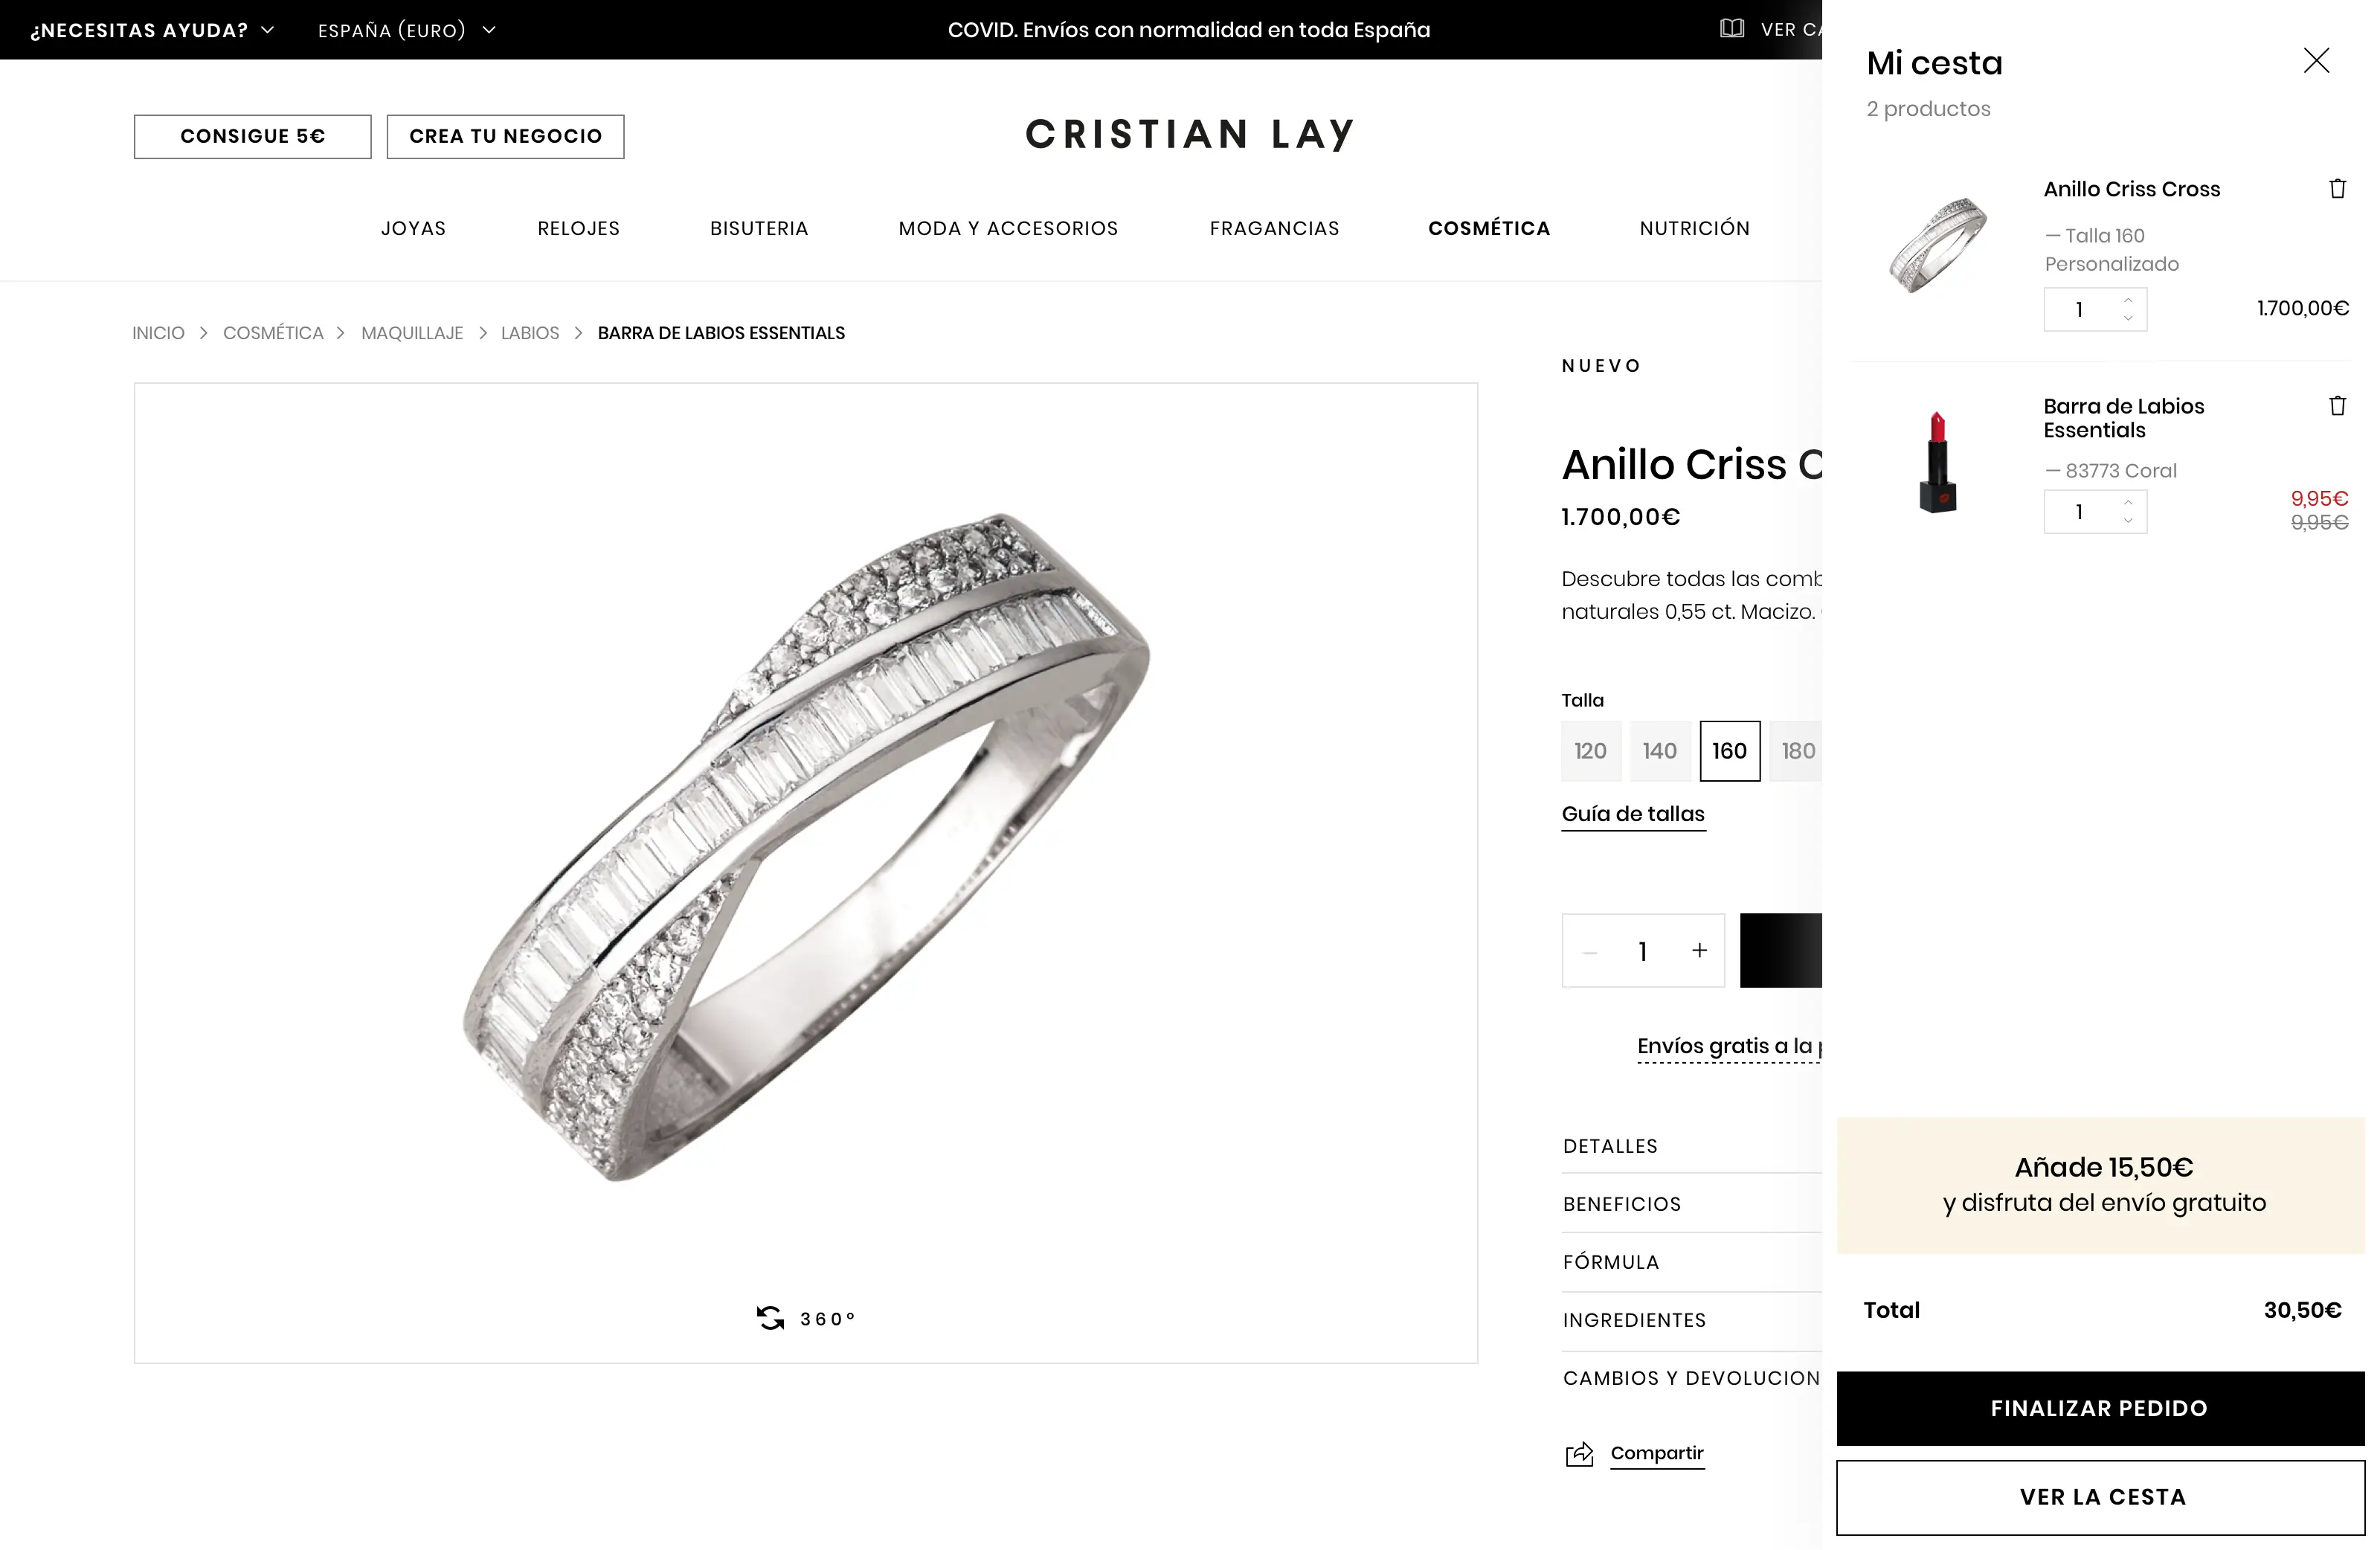 ¿NECESITAS AYUDA?
ESPAÑA (EURO)
COVID. Envíos con normalidad en toda España
VER
CONSIGUE 5€
CREA TU NEGOCIO
CRISTIAN LAY
JOYAS
RELOJES
BISUTERIA
MODA Y ACCESORIOS
FRAGANCIAS
COSMÉTICA
NUTRICIÓN
INICIO > COSMÉTICA > MAQUILLAJE > LABIOS > BARRA DE LABIOS ESSENTIALS
360º
NUEVO
Anillo Criss
1.700,00€
Descubre todas las comb
naturales 0,55 ct. Macizo.
Talla
120
140
160
180
Guía de tallas
— 1 +
Envíos gratis a la
DETALLES
BENEFICIOS
FÓRMULA
INGREDIENTES
CAMBIOS Y DEVOLUCION
Compartir
Mi cesta
2 productos
Anillo Criss Cross
— Talla 160
Personalizado
1
1.700,00€
Barra de Labios
Essentials
— 83773 Coral
1
9,95€
9,95€
Añade 15,50€
y disfruta del envío gratuito
Total
30,50€
FINALIZAR PEDIDO
VER LA CESTA